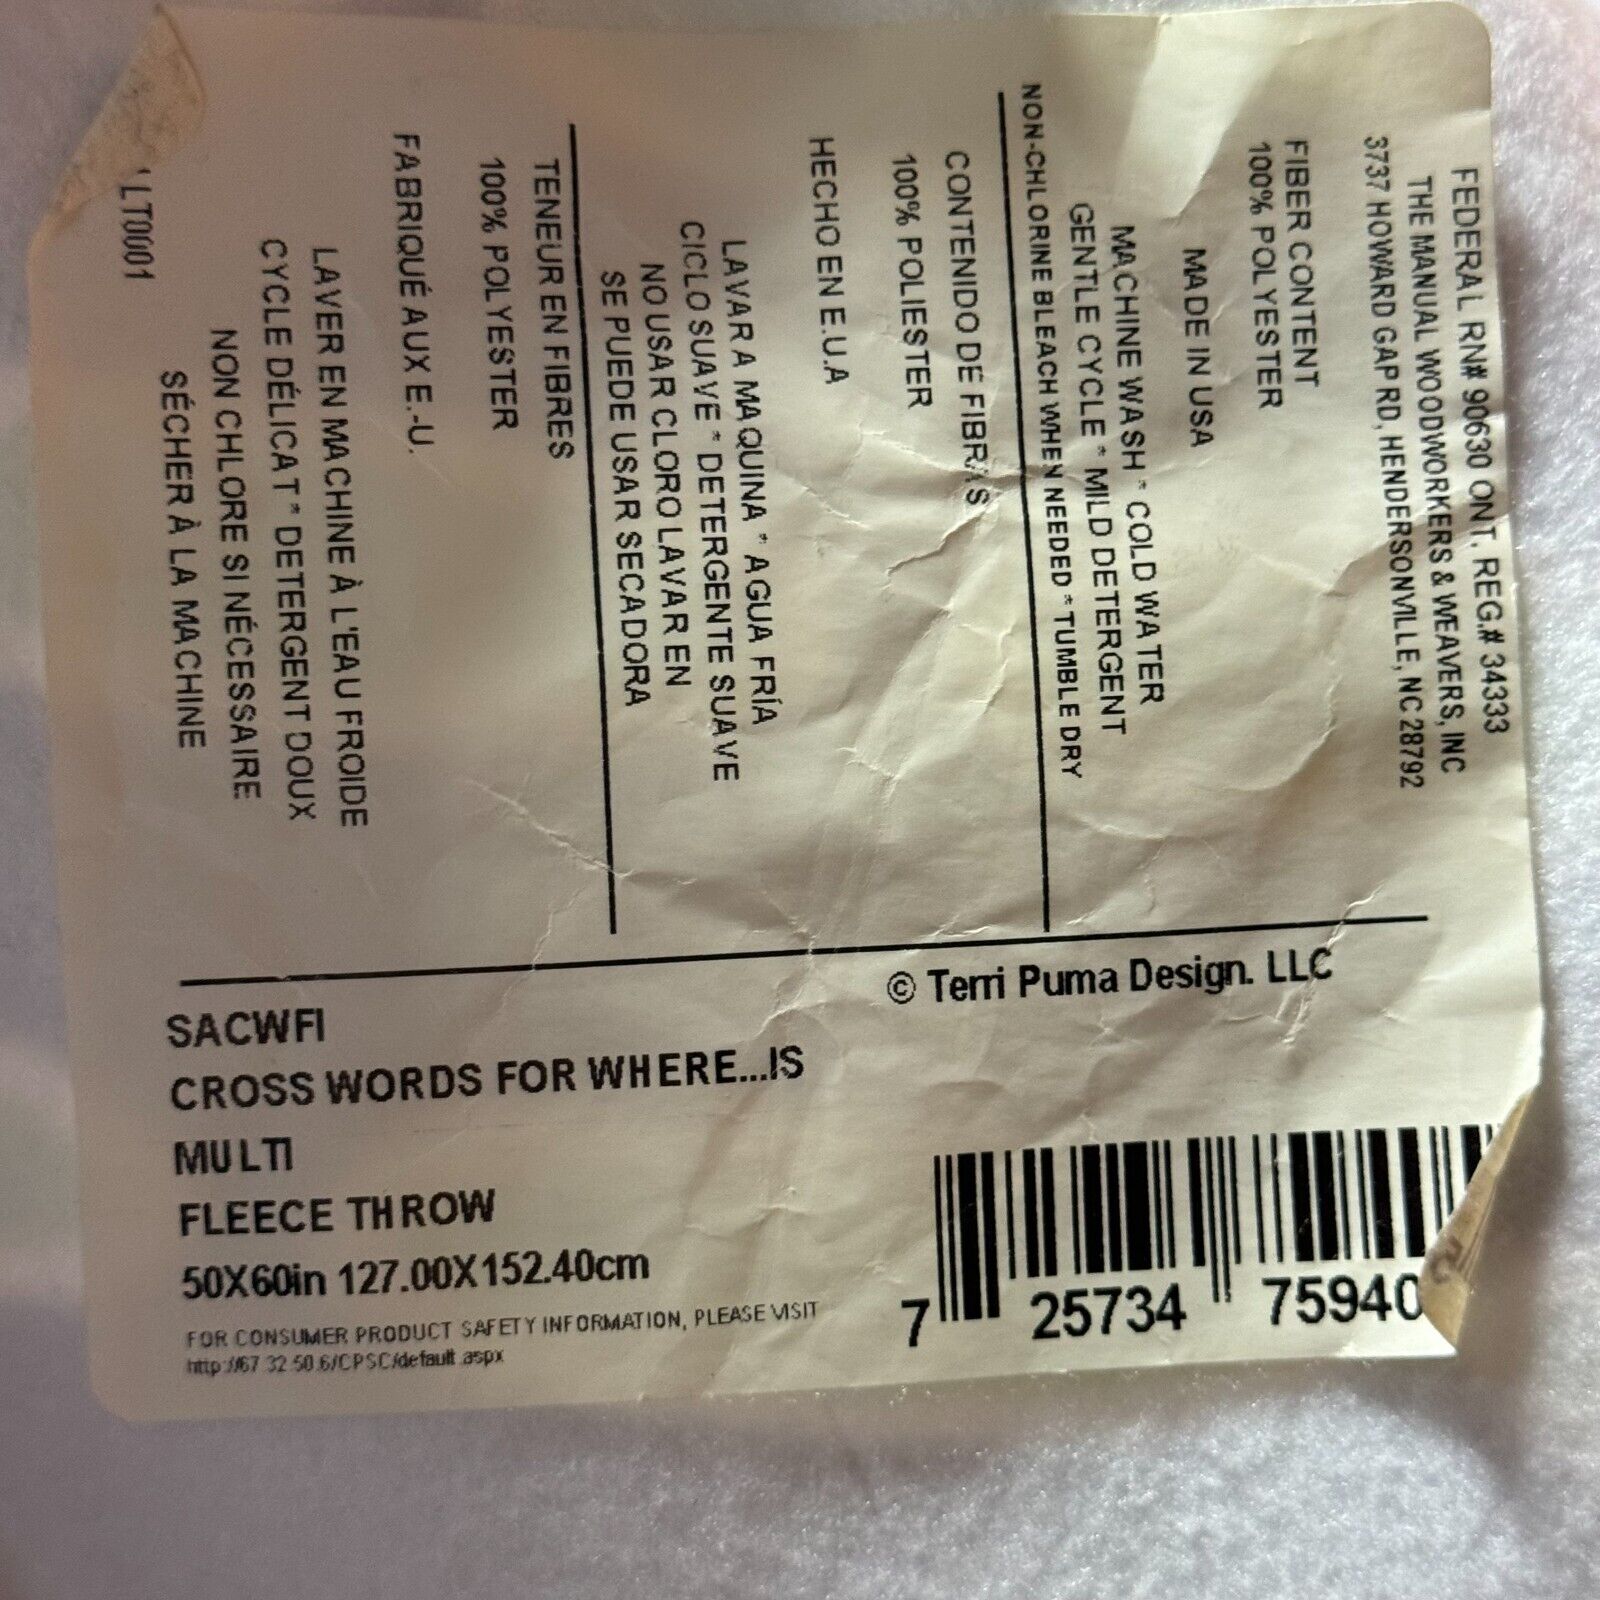 FEDERAL RN# 90630 ONT. REG.# 34333
THE MANUAL WOODWORKERS & WEAVERS, INC
3737 HOWARD GAP RD, HENDERSONVILLE, NC 28792
FIBER CONTENT
100% POLYESTER
MADE IN USA
MACHINE WASH * COLD WATER
GENTLE CYCLE * MILD DETERGENT
NON-CHLORINE BLEACH WHEN NEEDED * TUMBLE DRY
CONTENIDO DE FIBRAS
100% POLIESTER
HECHO EN E.U.A
LAVAR A MAQUINA * AGUA FRÍA
CICLO SUAVE * DETERGENTE SUAVE
NO USAR CLORO LAVAR EN
SE PUEDE USAR SECADORA
TENEUR EN FIBRES
100% POLYESTER
FABRIQUÉ AUX E.-U.
LAVER EN MACHINE À L'EAU FROIDE
CYCLE DÉLICAT * DETERGENT DOUX
NON CHLORE SI NÉCESSAIRE
SÉCHER À LA MACHINE
LT0001
© Terri Puma Design. LLC
SACWFI
CROSS WORDS FOR WHERE...IS
MULTI
FLEECE THROW
50X60in 127.00X152.40cm
FOR CONSUMER PRODUCT SAFETY INFORMATION, PLEASE VISIT
http://67.32.50.6/CPSC/default.aspx
7 25734 75940